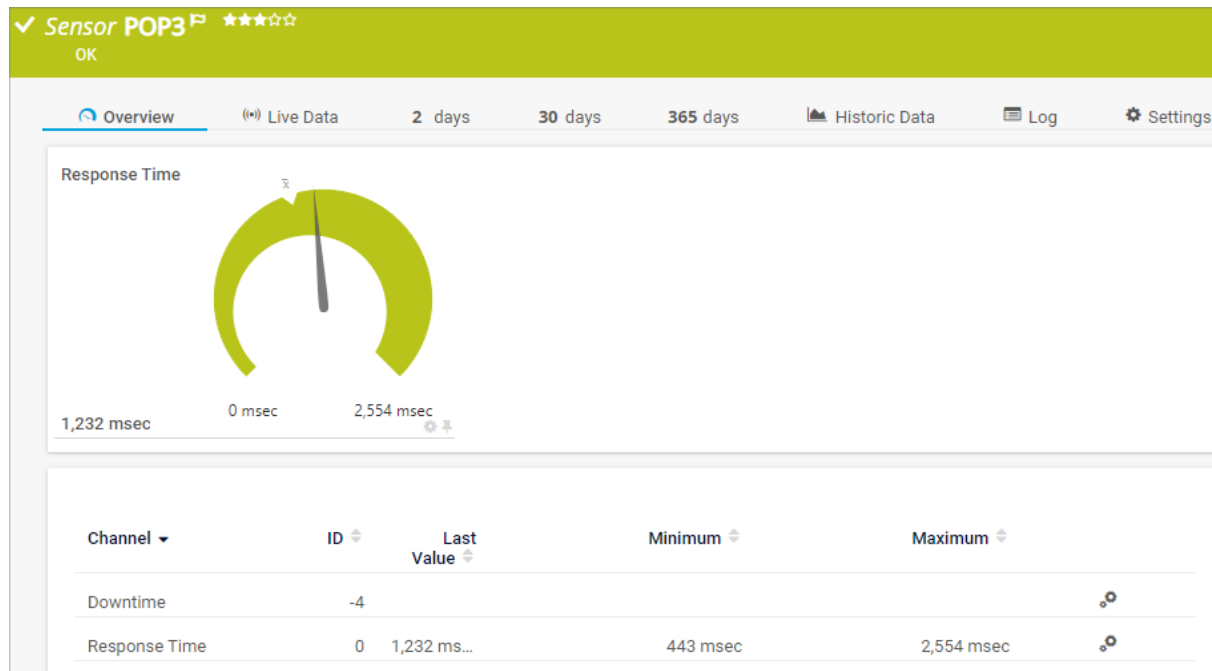 Sensor POP3
OK
Overview Live Data 2 days 30 days 365 days Historic Data Log Settings
Response Time
x̄
0 msec 2,554 msec
1,232 msec
Channel ID Last Value Minimum Maximum
Downtime -4
Response Time 0 1,232 ms... 443 msec 2,554 msec